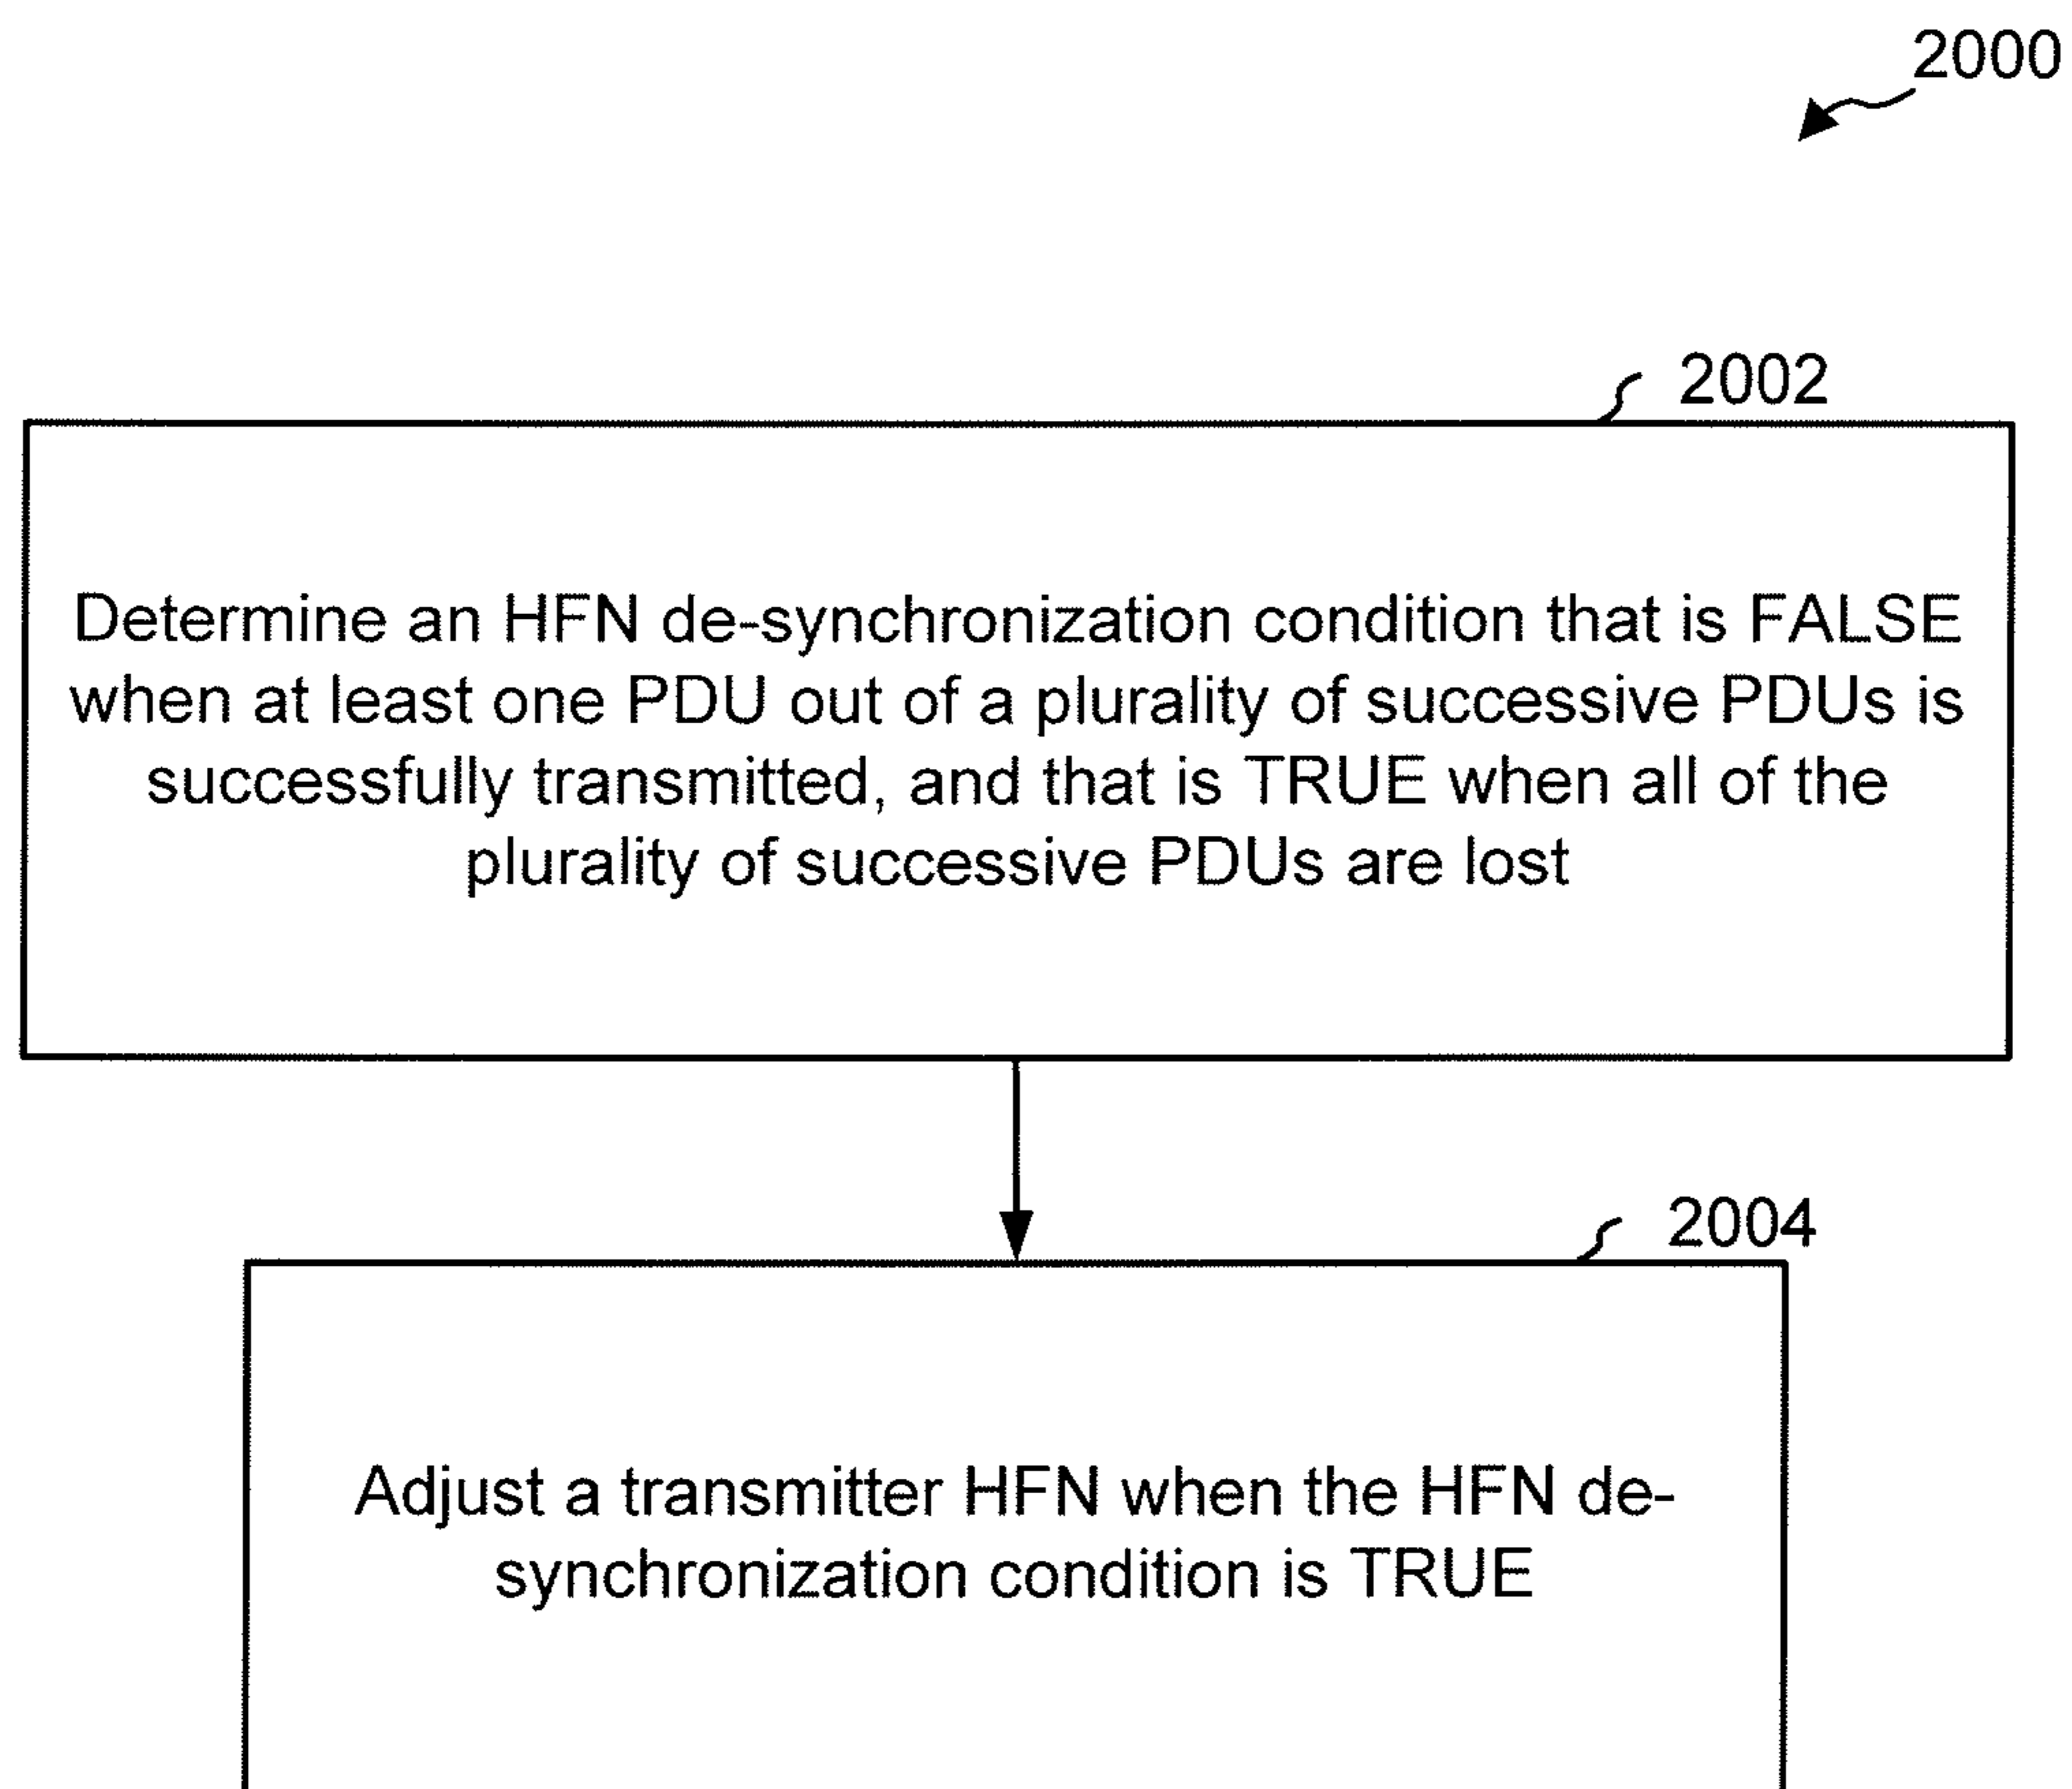 2000
2002
Determine an HFN de-synchronization condition that is FALSE
when at least one PDU out of a plurality of successive PDUs is
successfully transmitted, and that is TRUE when all of the
plurality of successive PDUs are lost
2004
Adjust a transmitter HFN when the HFN de-
synchronization condition is TRUE